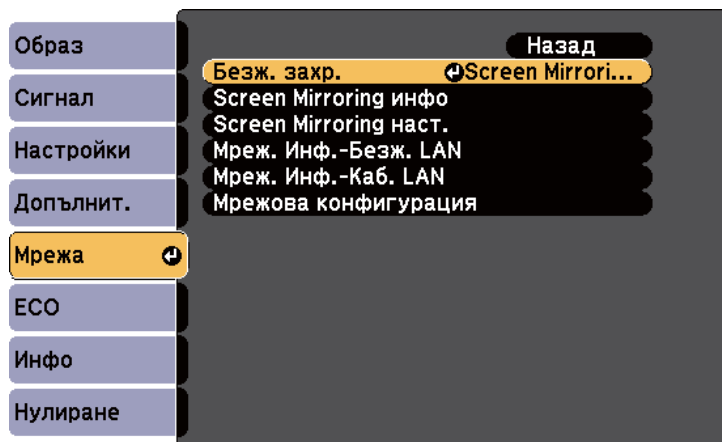 Образ
Сигнал
Настройки
Допълнит.
Мрежа
ECO
Инфо
Нулиране
Назад
Безж. захр. Screen Mirrori...
Screen Mirroring инфо
Screen Mirroring наст.
Мреж. Инф.-Безж. LAN
Мреж. Инф.-Каб. LAN
Мрежова конфигурация